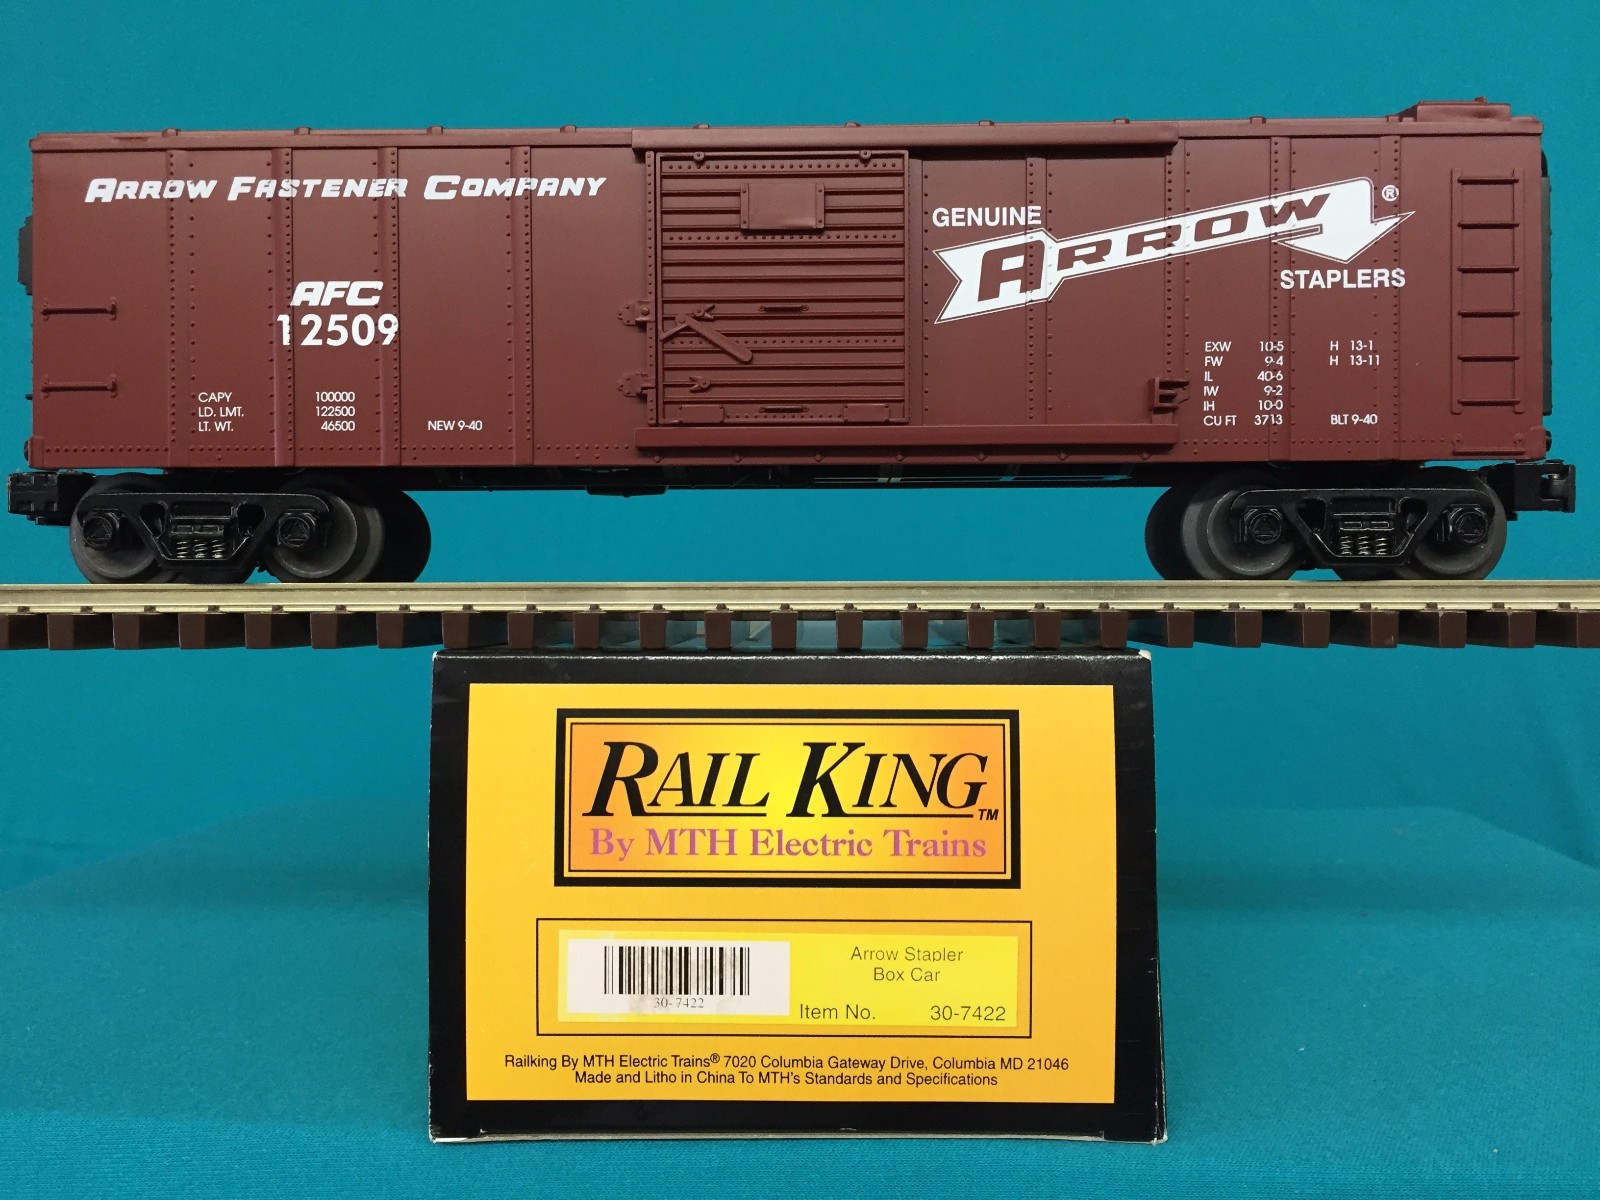 ARROW FASTENER COMPANY
AFC
12509
CAPY 100000
LD. LMT. 122500
LT. WT. 46500
NEW 9-40
GENUINE
ARROW®
STAPLERS
EXW 10-5 H 13-1
FW 9-4 H 13-11
IL 40-6
IW 9-2
IH 10-0
CU FT 3713 BLT 9-40
RAIL KING™
By MTH Electric Trains
30-7422
Arrow Stapler
Box Car
Item No. 30-7422
Railking By MTH Electric Trains® 7020 Columbia Gateway Drive, Columbia MD 21046
Made and Litho in China To MTH's Standards and Specifications